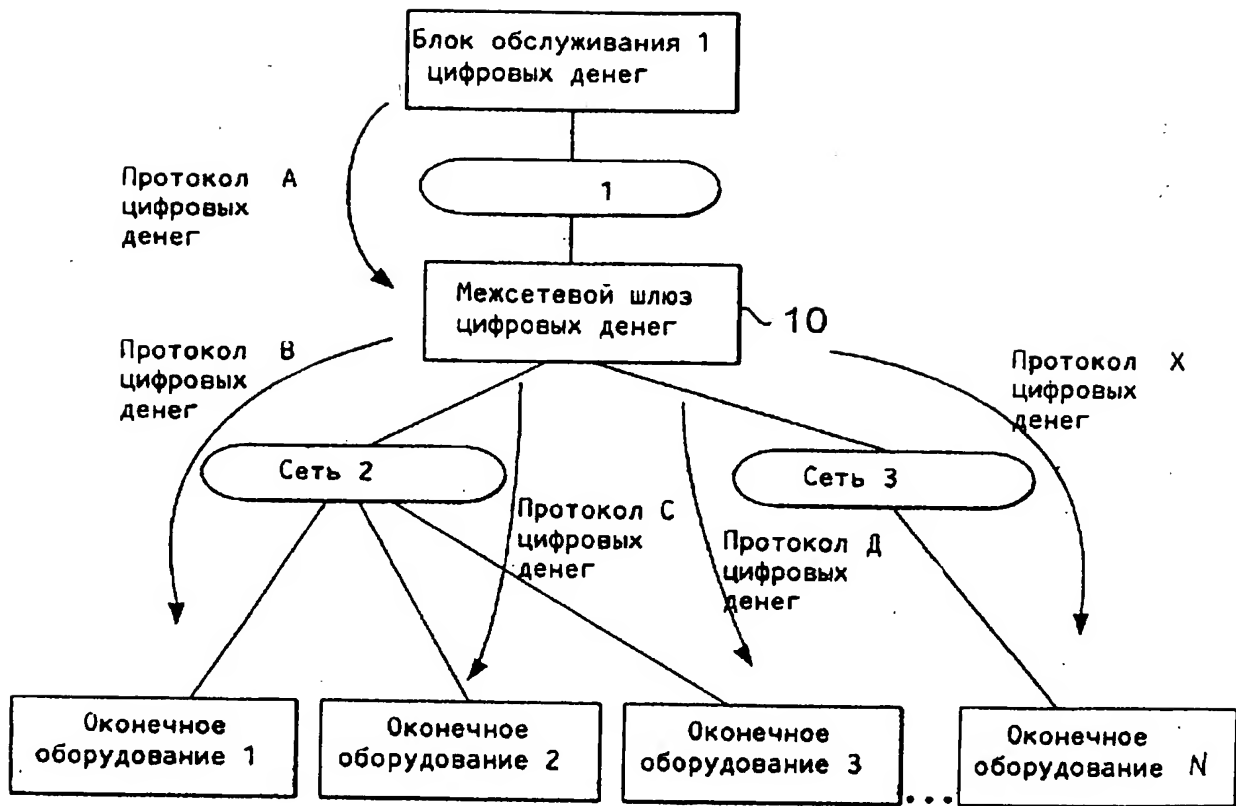 Блок обслуживания 1
цифровых денег
Протокол А
цифровых
денег
1
Межсетевой шлюз
цифровых денег
10
Протокол В
цифровых
денег
Протокол Х
цифровых
денег
Сеть 2
Сеть 3
Протокол С
цифровых
денег
Протокол Д
цифровых
денег
Оконечное
оборудование 1
Оконечное
оборудование 2
Оконечное
оборудование 3
...
Оконечное
оборудование N